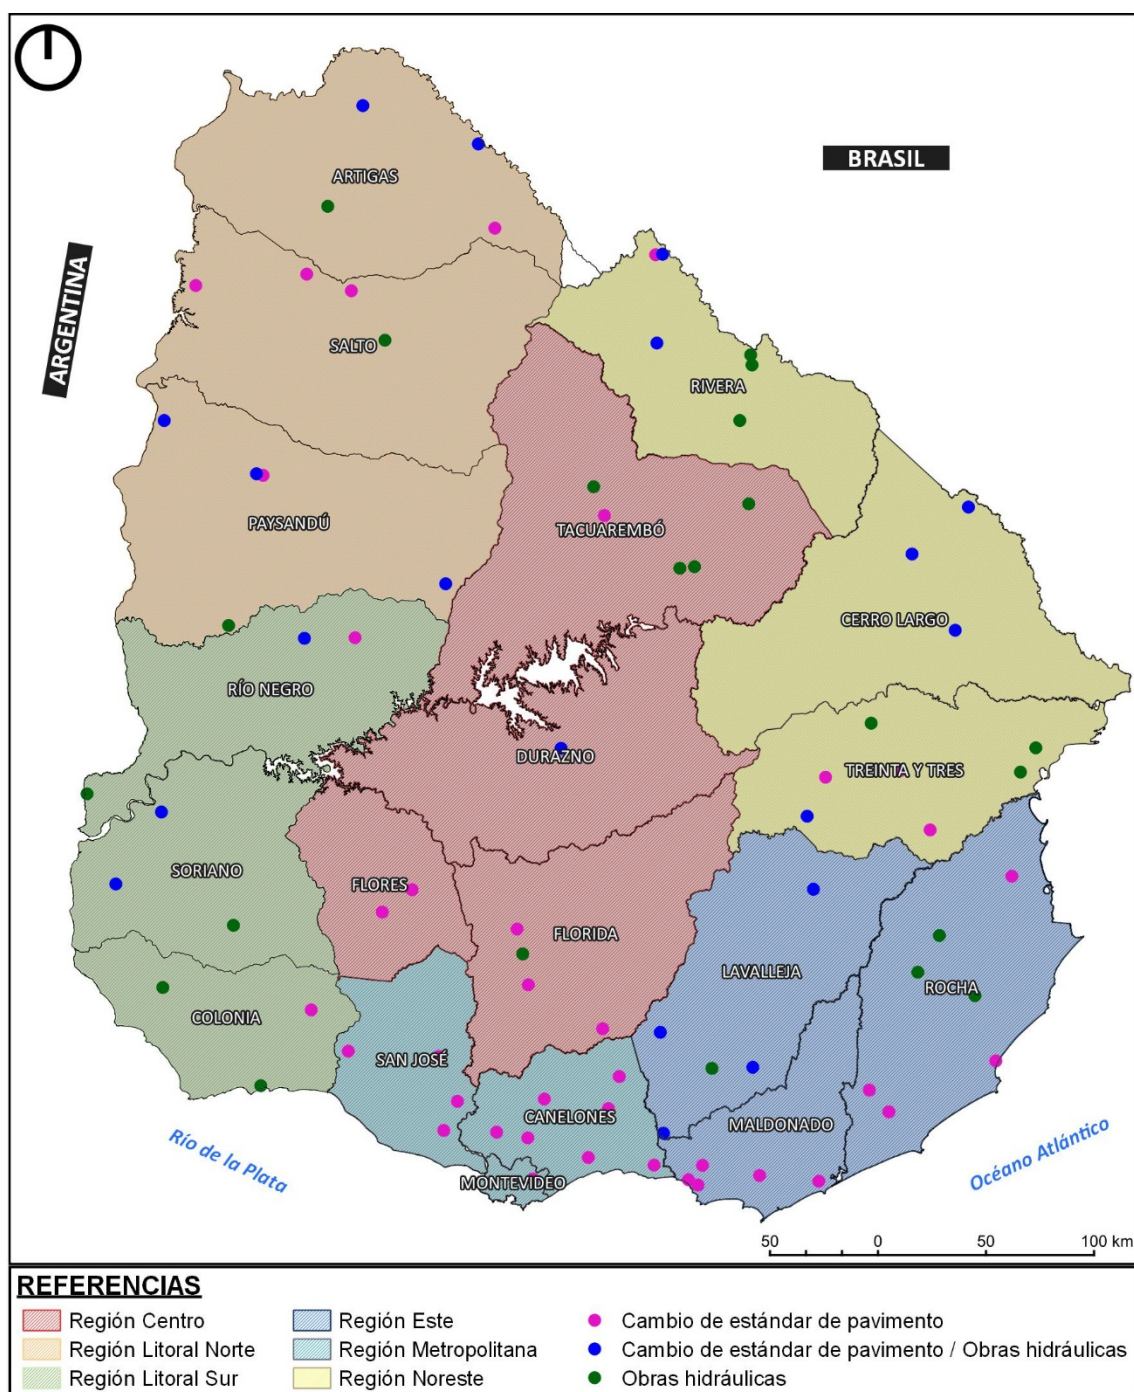 BRASIL
ARTIGAS
ARGENTINA
SALTO
RIVERA
PAYSANDÚ
TACUAREMBÓ
CERRO LARGO
RÍO NEGRO
DURAZNO
TREINTA Y TRES
SORIANO
FLORES
FLORIDA
LAVALLEJA
ROCHA
COLONIA
SAN JOSÉ
CANELONES
MALDONADO
MONTEVIDEO
Río de la Plata
Océano Atlántico
50 0 50 100 km
REFERENCIAS
Región Centro
Región Litoral Norte
Región Litoral Sur
Región Este
Región Metropolitana
Región Noreste
Cambio de estándar de pavimento
Cambio de estándar de pavimento / Obras hidráulicas
Obras hidráulicas